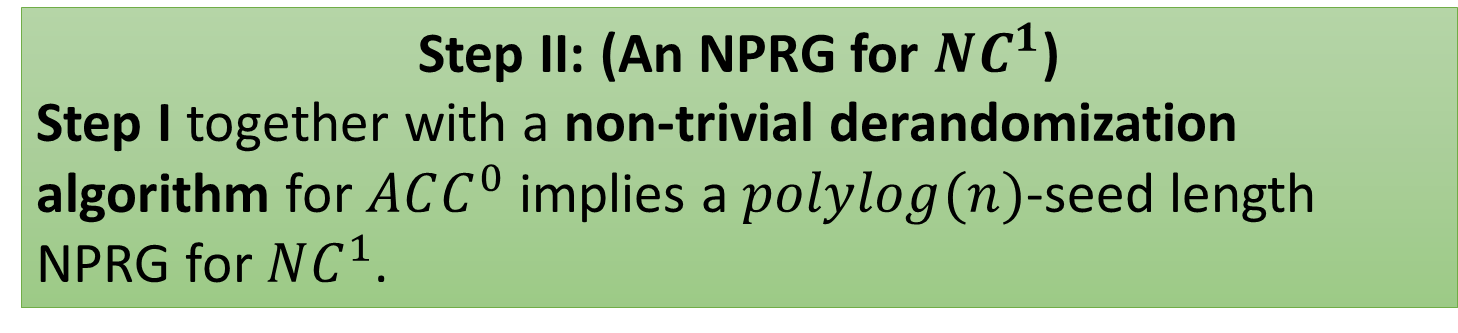 Step II: (An NPRG for NC¹)
Step I together with a non-trivial derandomization
algorithm for ACC⁰ implies a polylog(n)-seed length
NPRG for NC¹.